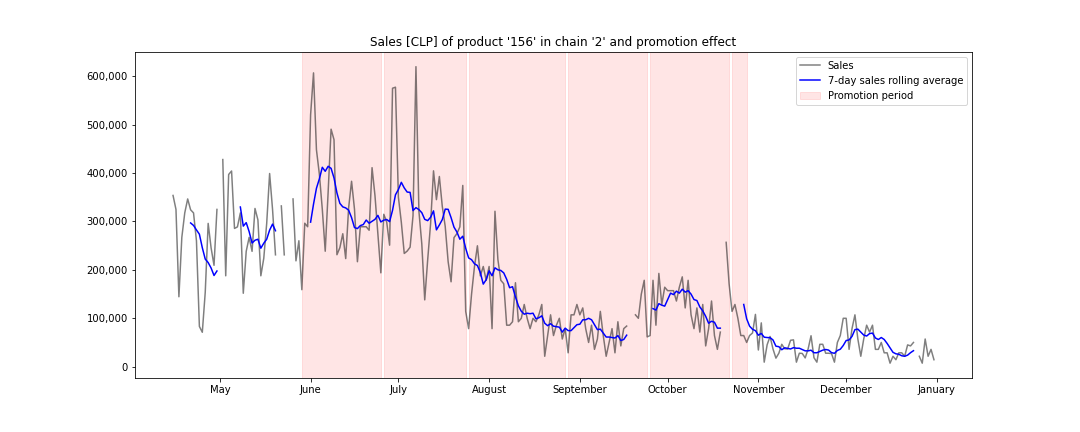 Sales [CLP] of product '156' in chain '2' and promotion effect
600,000
500,000
400,000
300,000
200,000
100,000
0
Sales
7-day sales rolling average
Promotion period
May
June
July
August
September
October
November
December
January